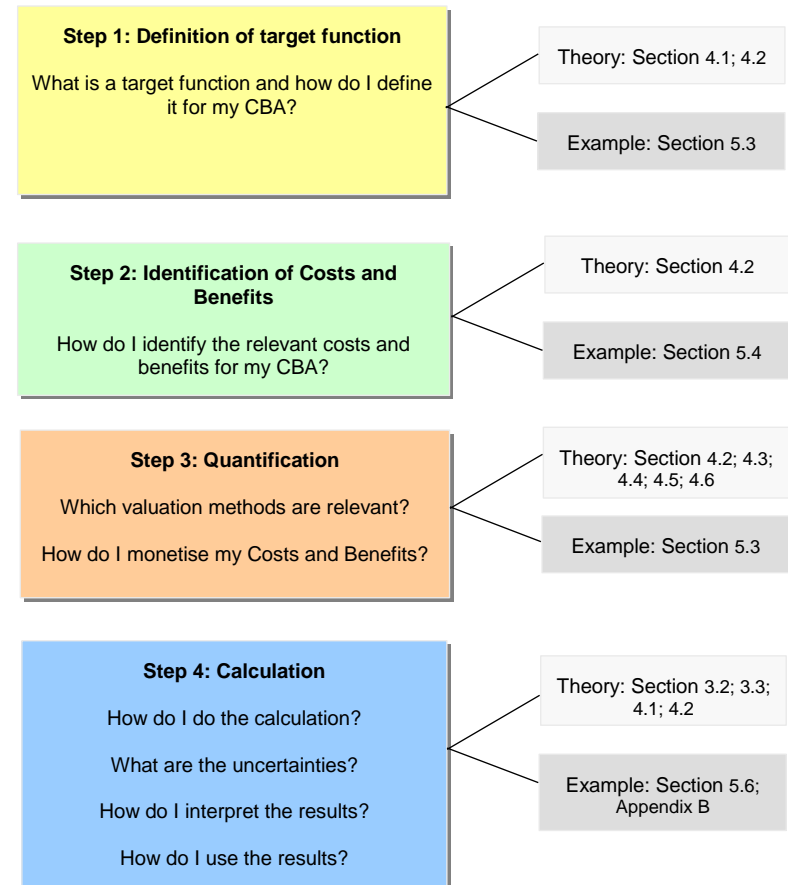 Step 1: Definition of target function
What is a target function and how do I define
it for my CBA?
Theory: Section 4.1; 4.2
Example: Section 5.3
Step 2: Identification of Costs and
Benefits
How do I identify the relevant costs and
benefits for my CBA?
Theory: Section 4.2
Example: Section 5.4
Step 3: Quantification
Which valuation methods are relevant?
How do I monetise my Costs and Benefits?
Theory: Section 4.2; 4.3;
4.4; 4.5; 4.6
Example: Section 5.3
Step 4: Calculation
How do I do the calculation?
What are the uncertainties?
How do I interpret the results?
How do I use the results?
Theory: Section 3.2; 3.3;
4.1; 4.2
Example: Section 5.6;
Appendix B